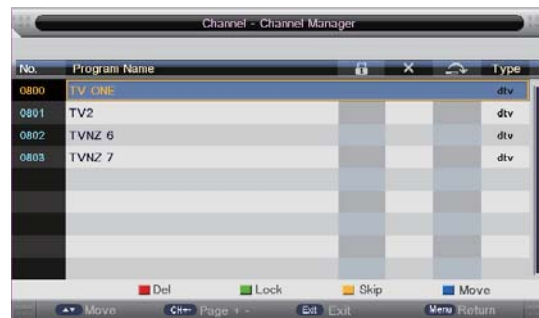 Channel - Channel Manager
No. Program Name Type
0800 TV ONE dtv
0801 TV2 dtv
0802 TVNZ 6 dtv
0803 TVNZ 7 dtv
Del Lock Skip Move
▲▼ Move CH+- Page + - Exit Exit Menu Return